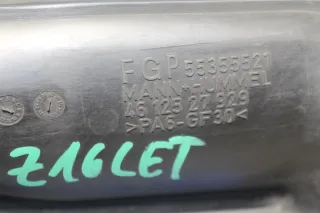 FGP 55355521
MANN+HUMMEL
46 125 27 929
>PA6-GF30<
Z16LET